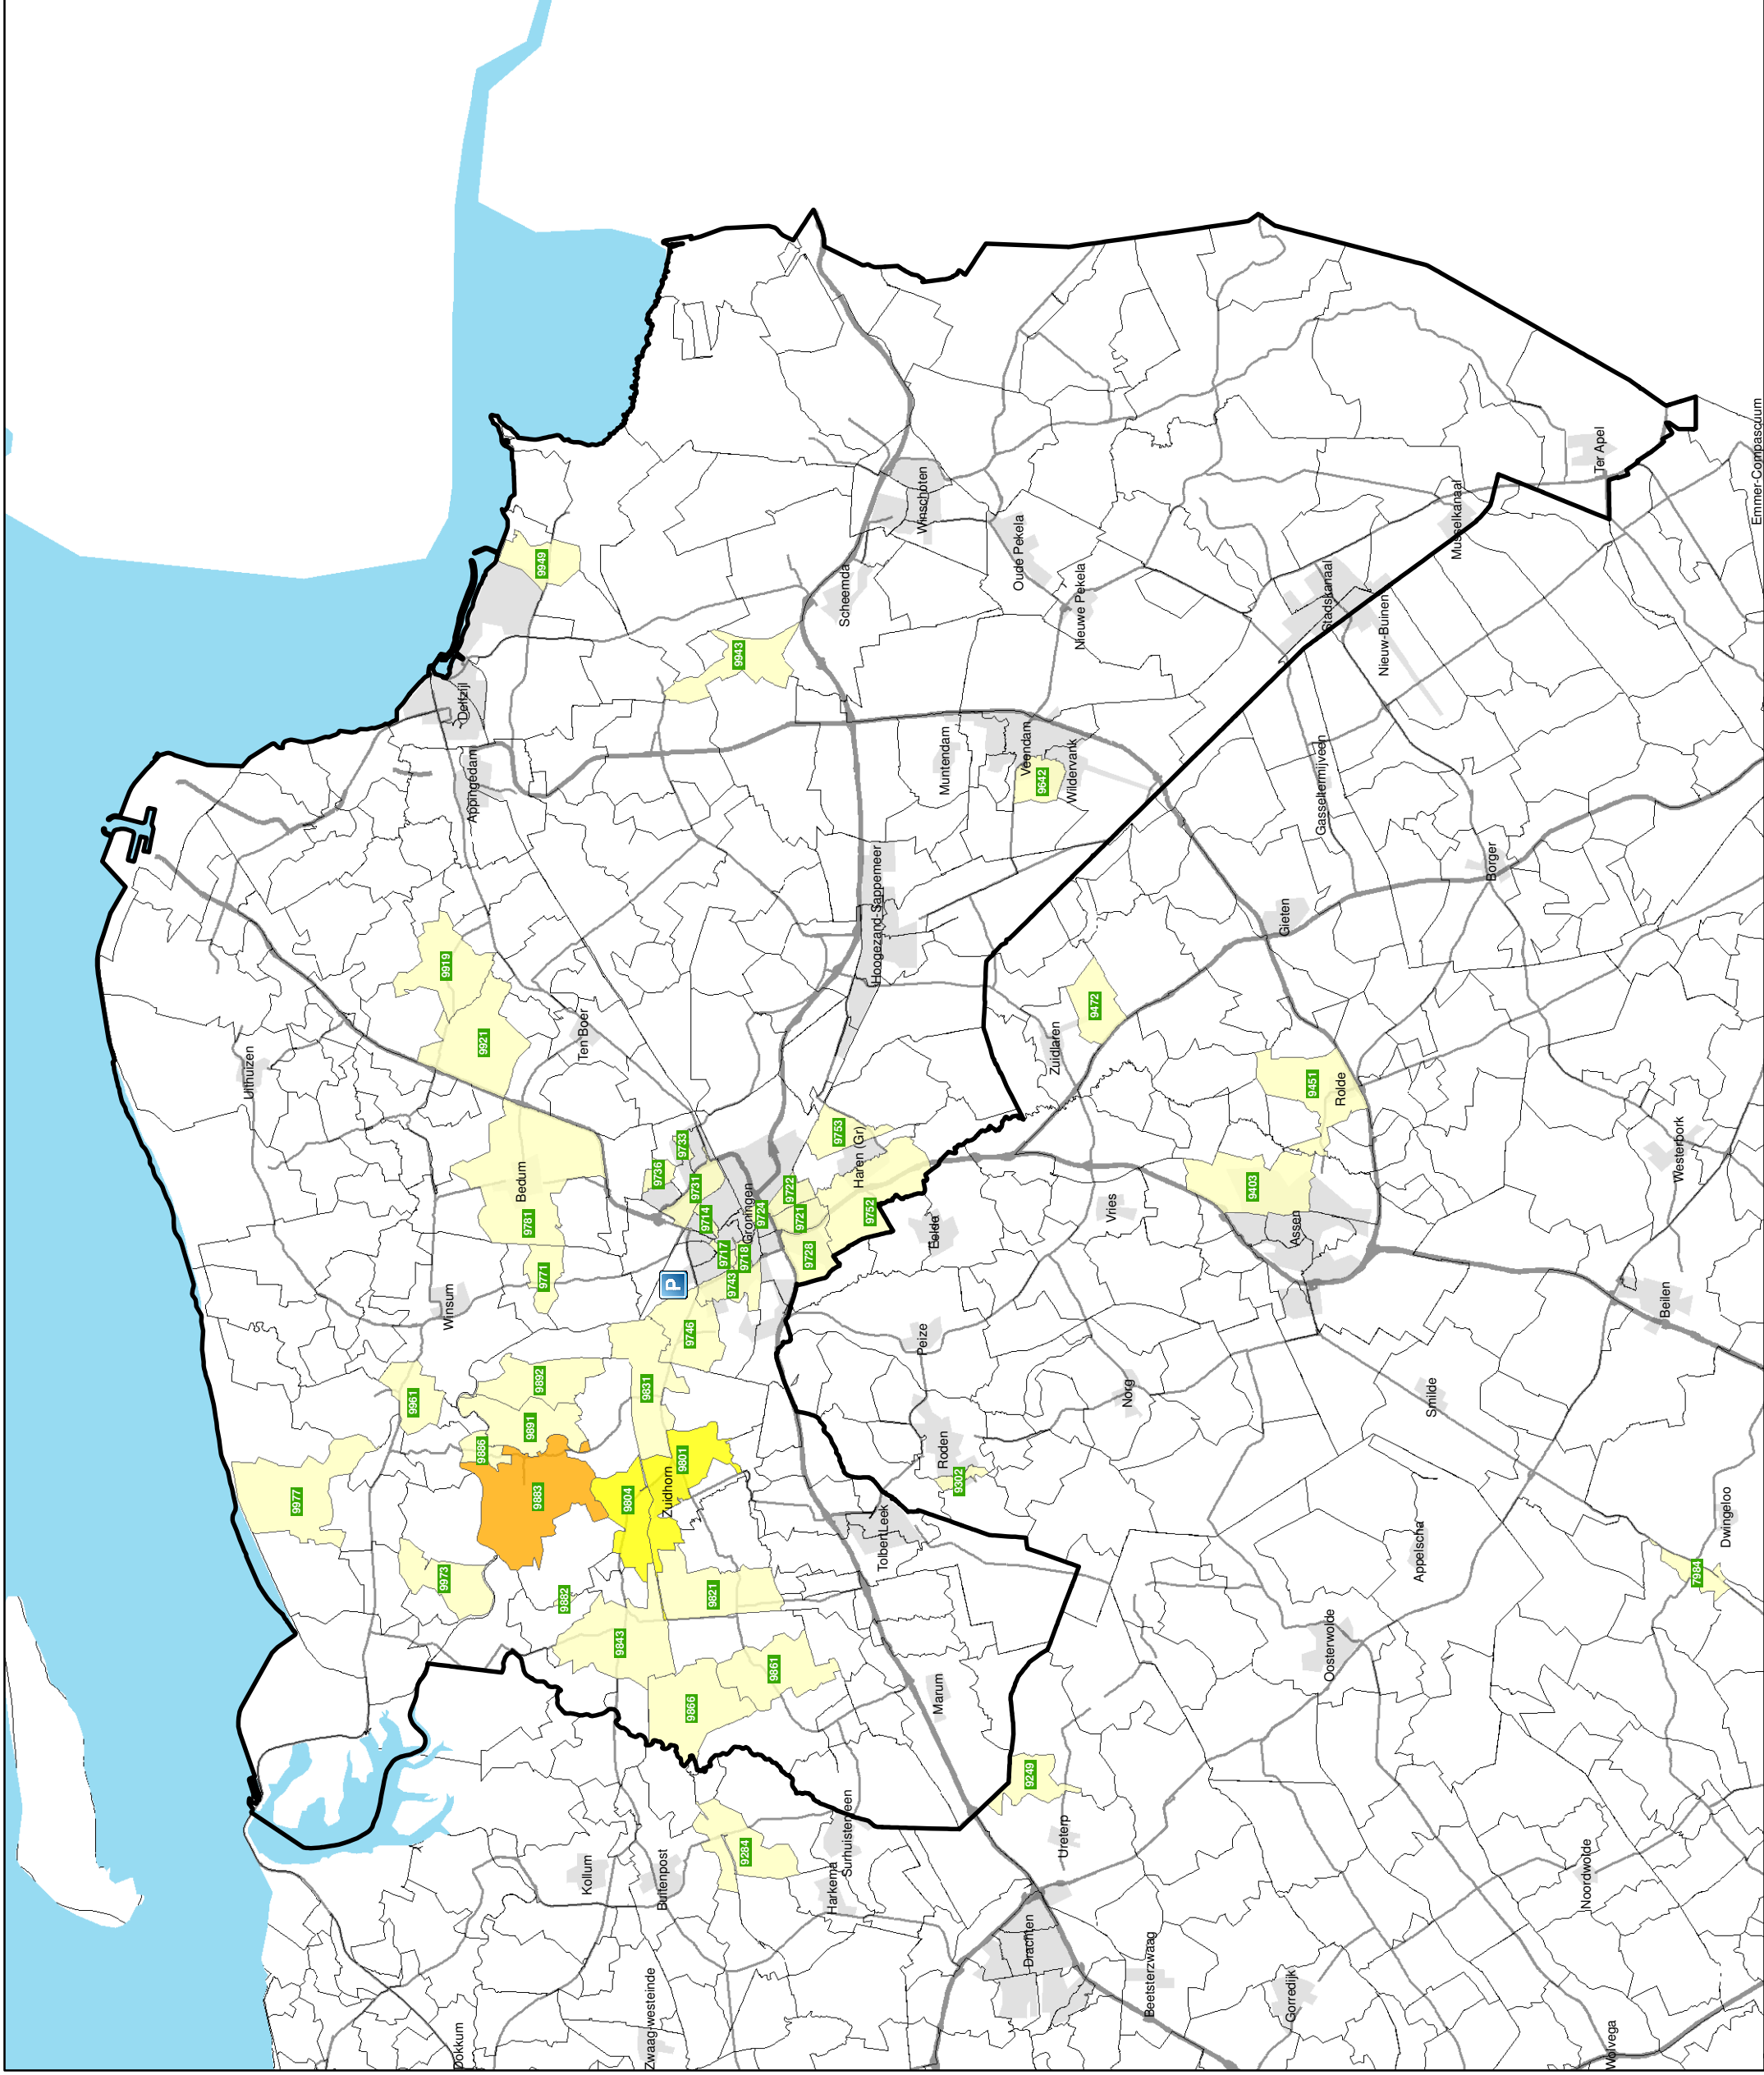 Uithuizen
9977
9961
Winsum
9973
9919
Dokkum
Delfzijl
Appingedam
9886
9921
Bedum
9781
9891
9883
9892
9771
9949
9882
Ten Boer
Kollum
9843
9804
9831
Zwaag-westeinde
9736
Buitenpost
Zuidhorn
P
9801
9733
9746
9866
9731
9714
9821
9717
9743
9943
9718
9284
Groningen
9724
9861
9722
9721
9728
Harkema
9753
Scheemda
Surhuisterveen
Haren (Gr)
9752
Hoogezand-Sappemeer
Tolbert
Leek
Winschoten
Peize
Eelde
Marum
Roden
Muntendam
9302
Oude Pekela
Veendam
Drachten
9249
9642
Zuidlaren
Ureterp
Wildervank
Nieuwe Pekela
9472
Vries
Norg
Beetsterzwaag
9403
Gieten
Gorredijk
Assen
9451
Gasselternijveen
Stadskanaal
Oosterwolde
Rolde
Nieuw-Buinen
Appelscha
Smilde
Musselkanaal
Borger
Noordwolde
Ter Apel
Wolvega
Beilen
Westerbork
7984
Dwingeloo
Emmer-Compascuum